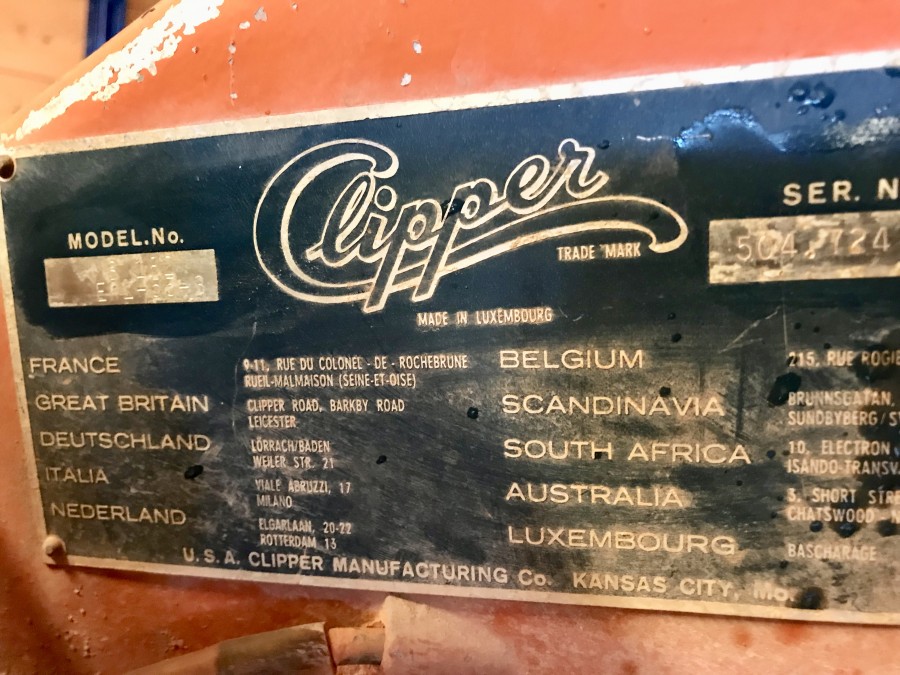 Clipper
TRADE MARK
MADE IN LUXEMBOURG
MODEL.No.
SER. N
504.724
FRANCE
9-11, RUE DU COLONEL - DE - ROCHEBRUNE
RUEIL-MALMAISON (SEINE-ET-OISE)
GREAT BRITAIN
CLIPPER ROAD, BARKBY ROAD
LEICESTER
DEUTSCHLAND
LÖRRACH/BADEN
WEILER STR. 21
ITALIA
VIALE ABRUZZI, 17
MILANO
NEDERLAND
ELGARLAAN, 20-22
ROTTERDAM 13
BELGIUM
215, RUE ROGIE
SCANDINAVIA
BRUNNSGATAN,
SUNDBYBERG/S
SOUTH AFRICA
10, ELECTRON
ISANDO-TRANSV
AUSTRALIA
3, SHORT STRE
CHATSWOOD-
LUXEMBOURG
BASCHARAGE
U.S.A. CLIPPER MANUFACTURING Co. KANSAS CITY, Mo.